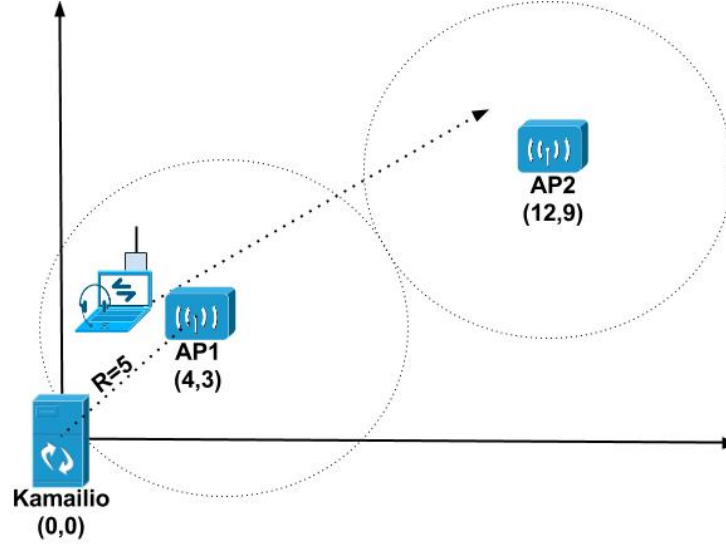 AP2
(12,9)
AP1
(4,3)
R=5
Kamailio
(0,0)